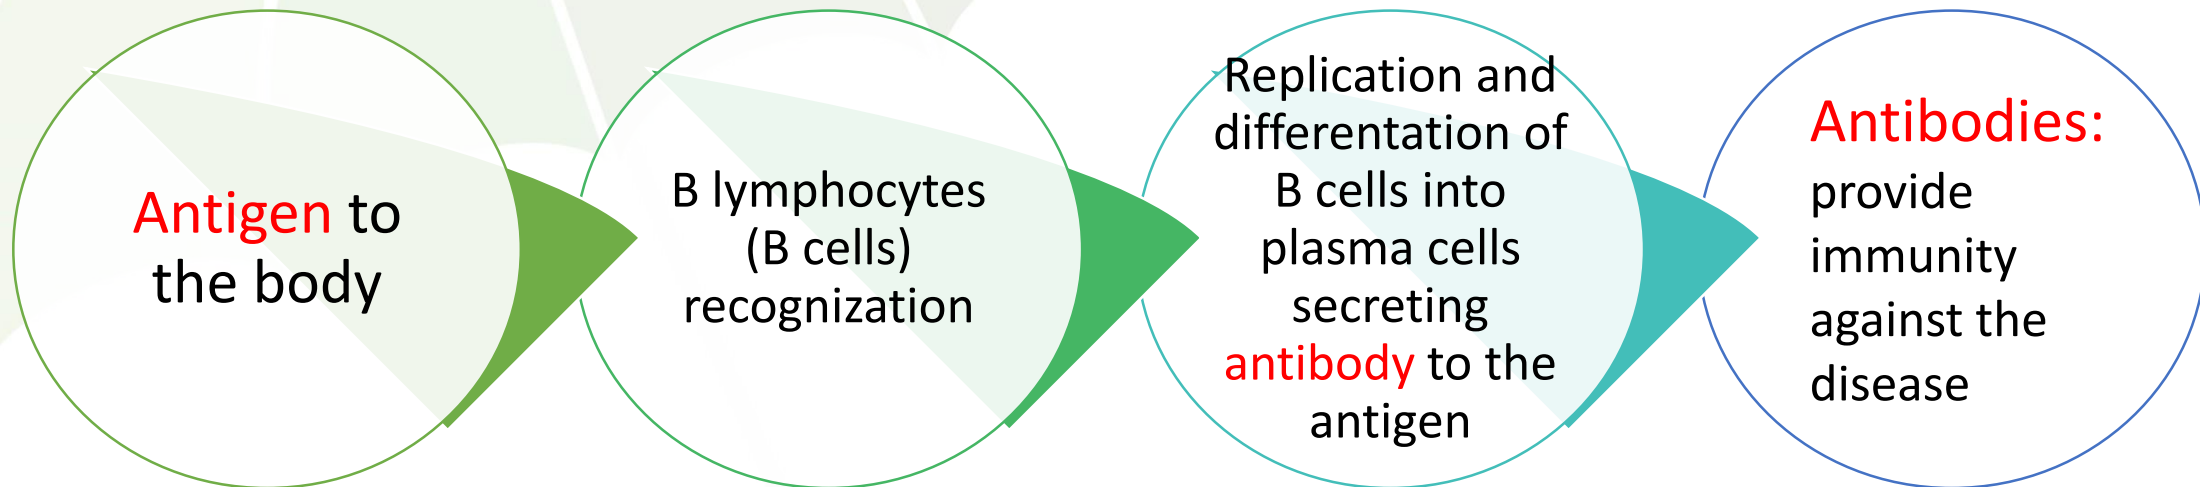 Antigen to
the body
B lymphocytes
(B cells)
recognization
Replication and
differentation of
B cells into
plasma cells
secreting
antibody to the
antigen
Antibodies:
provide
immunity
against the
disease